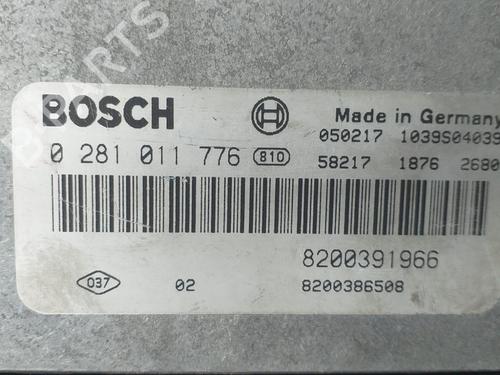 BOSCH
Made in Germany
050217 1039S04039
0 281 011 776 810
58217 1876 2680
8200391966
037 02 8200386508